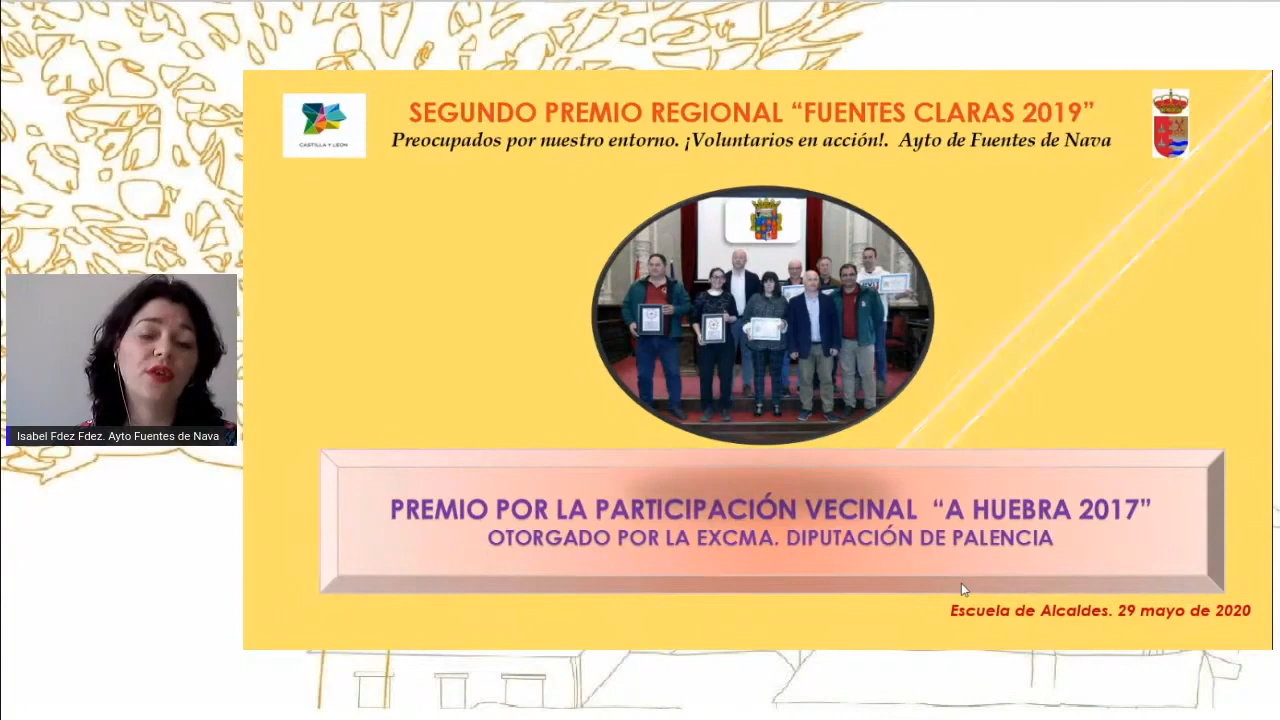 SEGUNDO PREMIO REGIONAL “FUENTES CLARAS 2019”
Preocupados por nuestro entorno. ¡Voluntarios en acción!. Ayto de Fuentes de Nava
CASTILLA Y LEON
Isabel Fdez Fdez. Ayto Fuentes de Nava
PREMIO POR LA PARTICIPACIÓN VECINAL “A HUEBRA 2017”
OTORGADO POR LA EXCMA. DIPUTACIÓN DE PALENCIA
Escuela de Alcaldes. 29 mayo de 2020